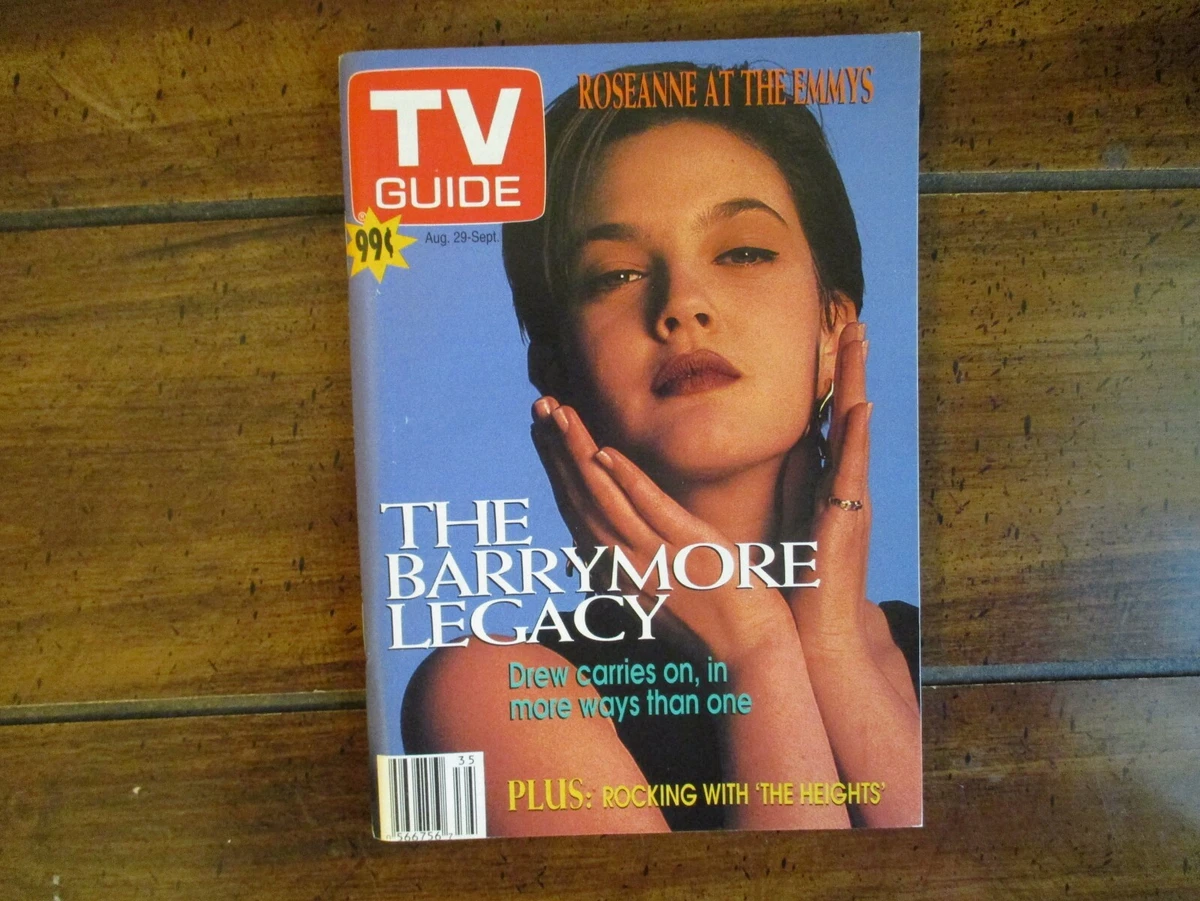 TV
GUIDE
ROSEANNE AT THE EMMYS
99¢
Aug. 29-Sept.
THE
BARRYMORE
LEGACY
Drew carries on, in
more ways than one
PLUS: ROCKING WITH 'THE HEIGHTS'
35
566756